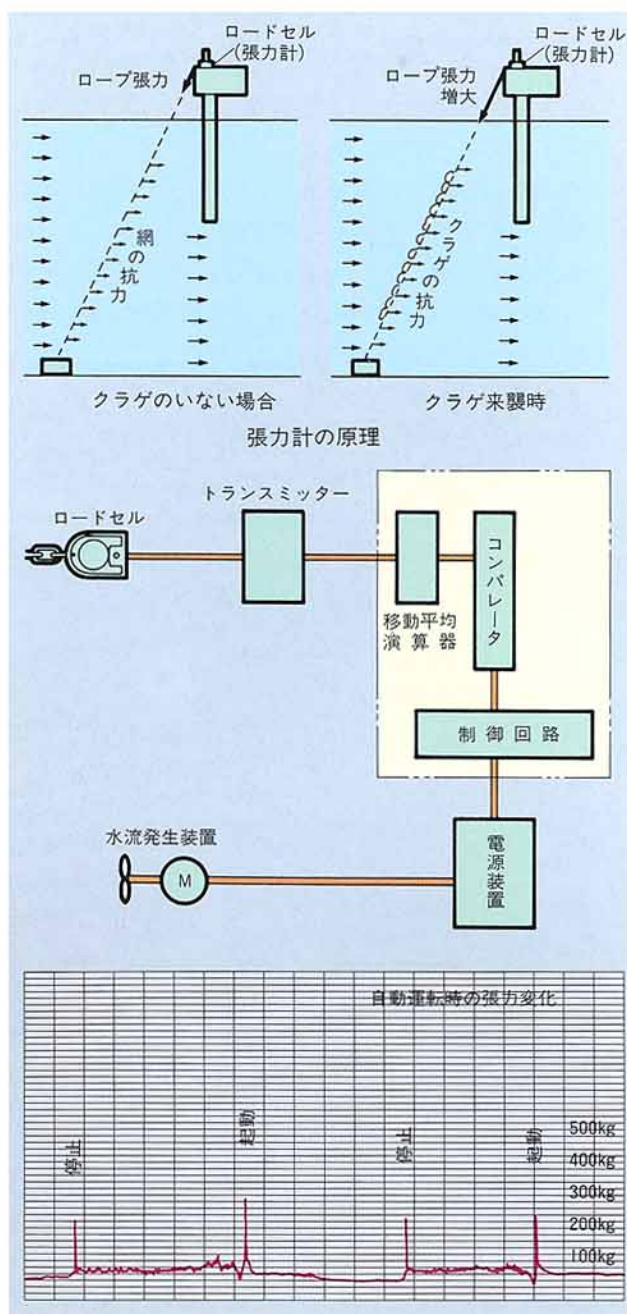 ロードセル
(張力計)
ロープ張力
網の抗力
クラゲのいない場合
ロードセル
(張力計)
ロープ張力
増大
クラゲの抗力
クラゲ来襲時
張力計の原理
ロードセル
トランスミッター
移動平均
演算器
コンパレータ
制御回路
電源装置
水流発生装置
M
自動運転時の張力変化
停止
起動
停止
起動
500kg
400kg
300kg
200kg
100kg